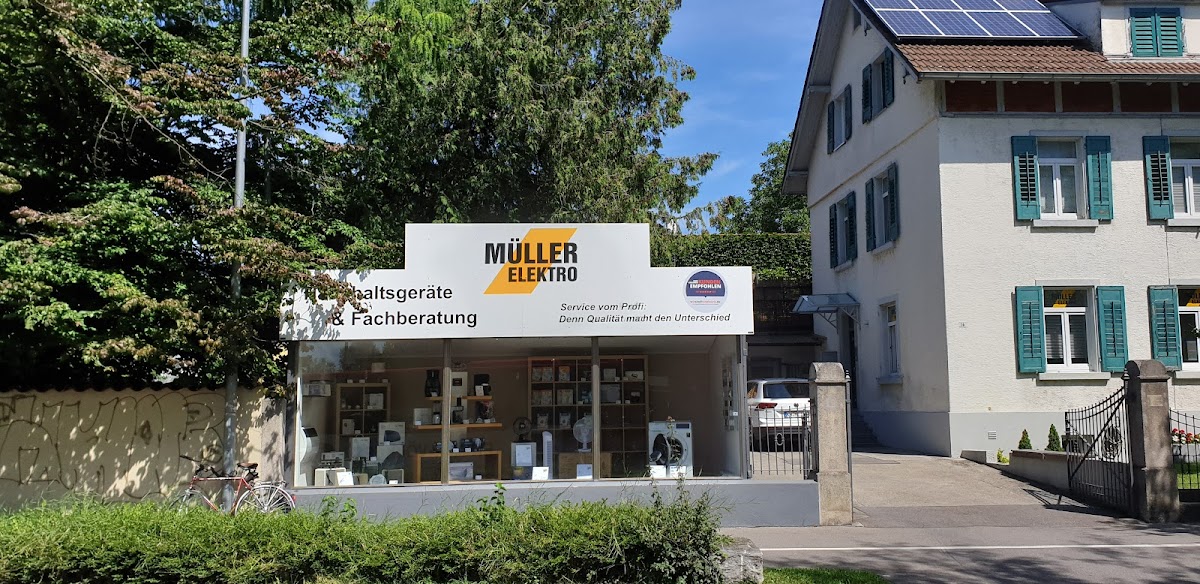 MÜLLER
ELEKTRO
haltsgeräte
& Fachberatung
Service vom Profi:
Denn Qualität macht den Unterschied
EMPFOHLEN